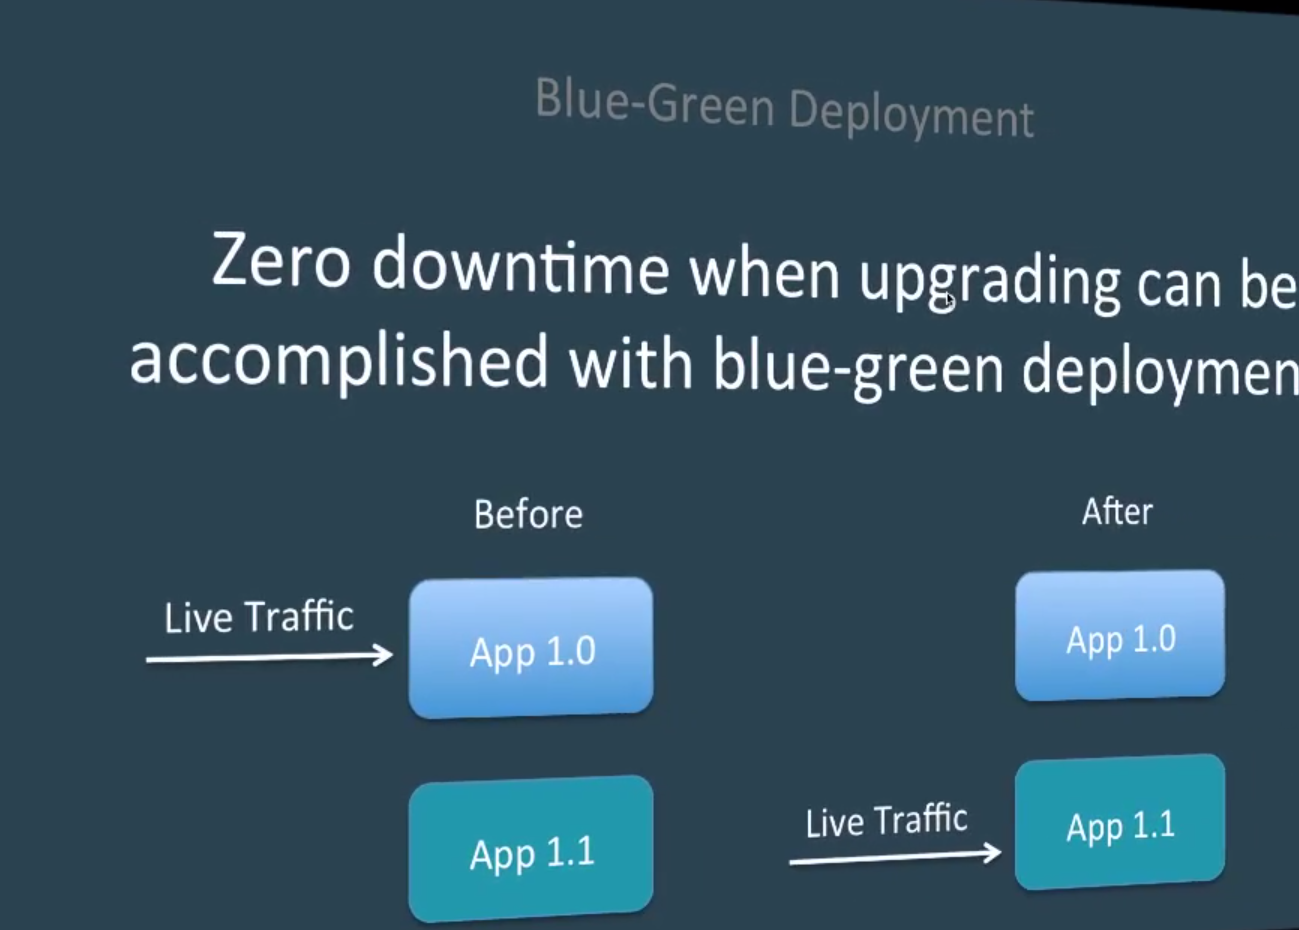 Blue-Green Deployment
Zero downtime when upgrading can be
accomplished with blue-green deploymen
Before
After
Live Traffic
App 1.0
App 1.0
App 1.1
Live Traffic
App 1.1